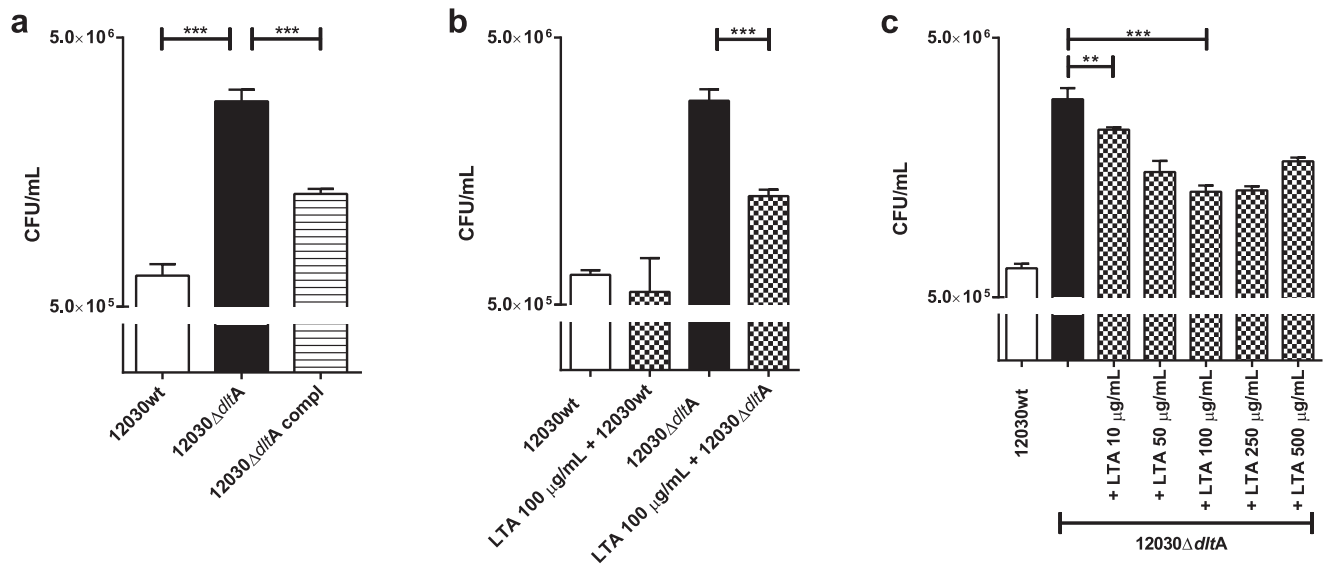 a
5.0×10⁶
5.0×10⁵
CFU/mL
***
***
12030wt
12030ΔdltA
12030ΔdltA compl
b
5.0×10⁶
5.0×10⁵
CFU/mL
***
12030wt
LTA 100 μg/mL + 12030wt
12030ΔdltA
LTA 100 μg/mL + 12030ΔdltA
c
5.0×10⁶
5.0×10⁵
CFU/mL
***
**
12030wt
+ LTA 10 μg/mL
+ LTA 50 μg/mL
+ LTA 100 μg/mL
+ LTA 250 μg/mL
+ LTA 500 μg/mL
12030ΔdltA